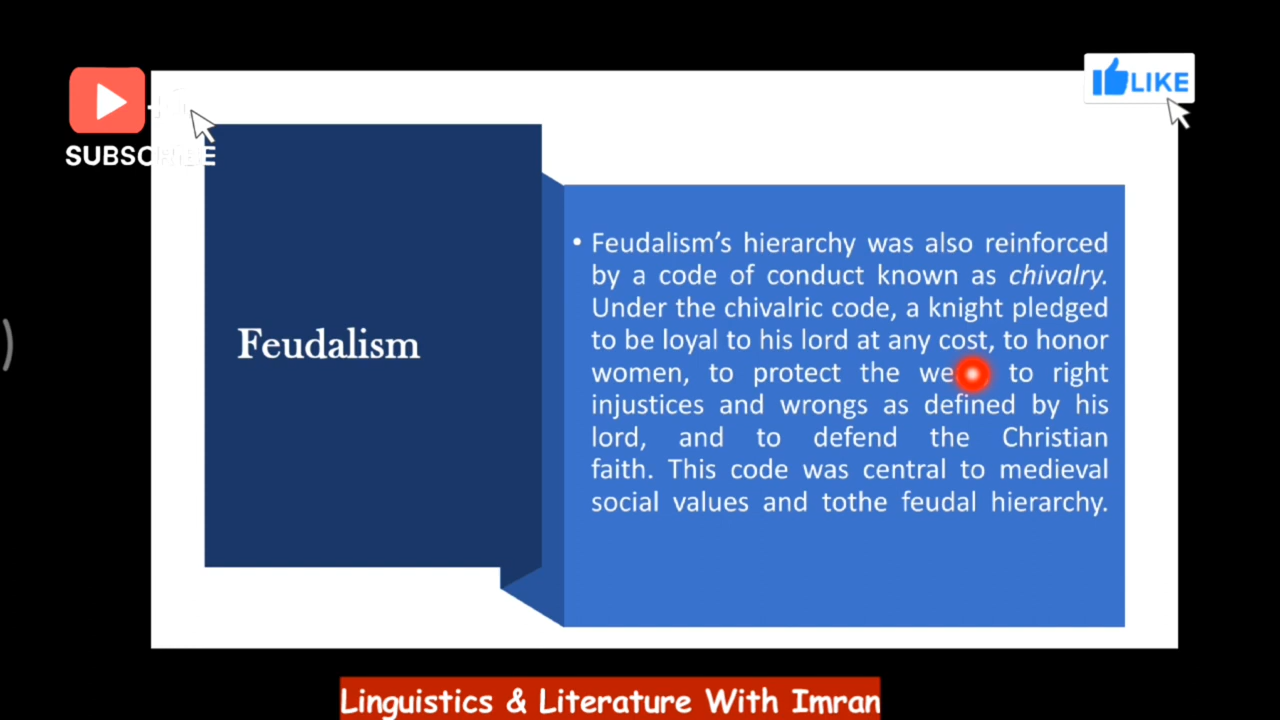 LIKE
SUBSCRIBE
Feudalism
• Feudalism’s hierarchy was also reinforced
by a code of conduct known as chivalry.
Under the chivalric code, a knight pledged
to be loyal to his lord at any cost, to honor
women, to protect the to right
injustices and wrongs as defined by his
lord, and to defend the Christian
faith. This code was central to medieval
social values and tothe feudal hierarchy.
Linguistics & Literature With Imran